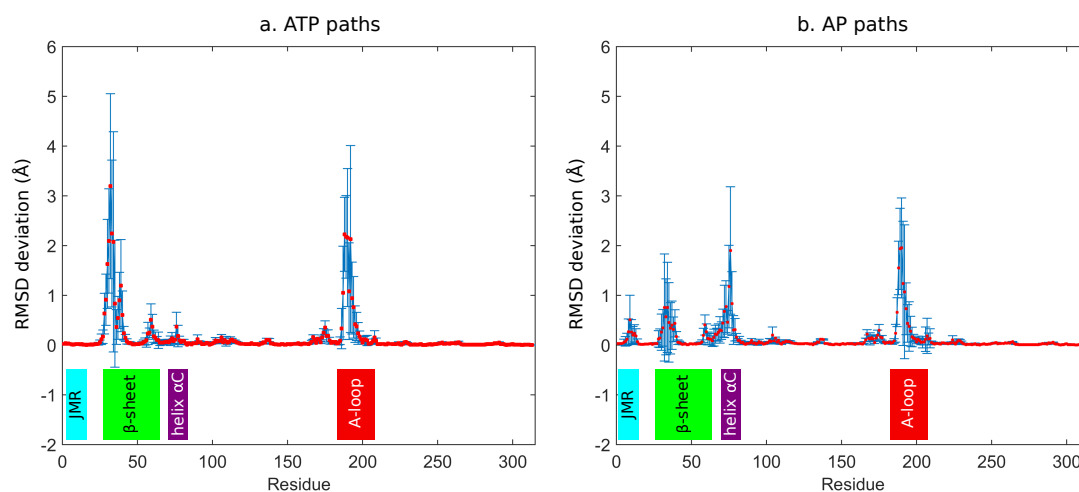 a. ATP paths
6
5
4
3
2
1
0
-1
-2
RMSD deviation (Å)
JMR
β-sheet
helix αC
A-loop
0 50 100 150 200 250 300
Residue
b. AP paths
6
5
4
3
2
1
0
-1
-2
RMSD deviation (Å)
JMR
β-sheet
helix αC
A-loop
0 50 100 150 200 250 300
Residue